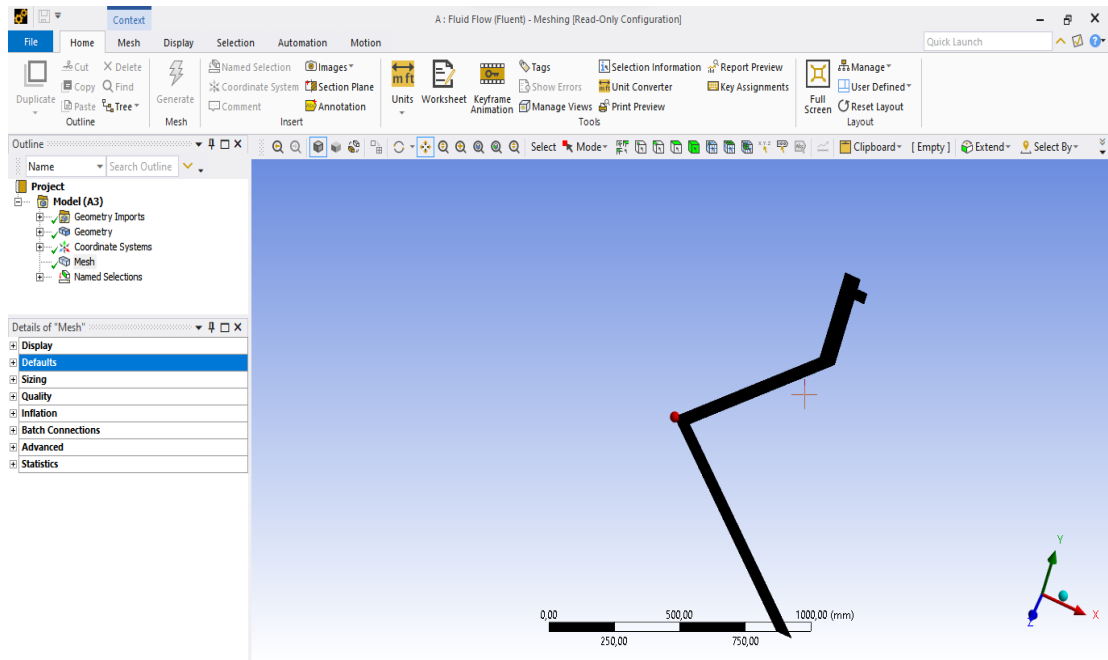 Context
A : Fluid Flow (Fluent) - Meshing [Read-Only Configuration]
File Home Mesh Display Selection Automation Motion Quick Launch
Duplicate
Cut
Copy
Paste
Delete
Find
Tree
Outline
Generate
Mesh
Named Selection
Coordinate System
Comment
Images
Section Plane
Annotation
Insert
m ft
Units
Worksheet
Keyframe
Animation
Tags
Show Errors
Manage Views
Selection Information
Unit Converter
Print Preview
Report Preview
Key Assignments
Tools
Full
Screen
Manage
User Defined
Reset Layout
Layout
Outline
Select Mode Clipboard [Empty] Extend Select By
Name Search Outline
Project
Model (A3)
Geometry Imports
Geometry
Coordinate Systems
Mesh
Named Selections
Details of "Mesh"
Display
Defaults
Sizing
Quality
Inflation
Batch Connections
Advanced
Statistics
0,00 500,00 1000,00 (mm)
250,00 750,00
Y
X
Z